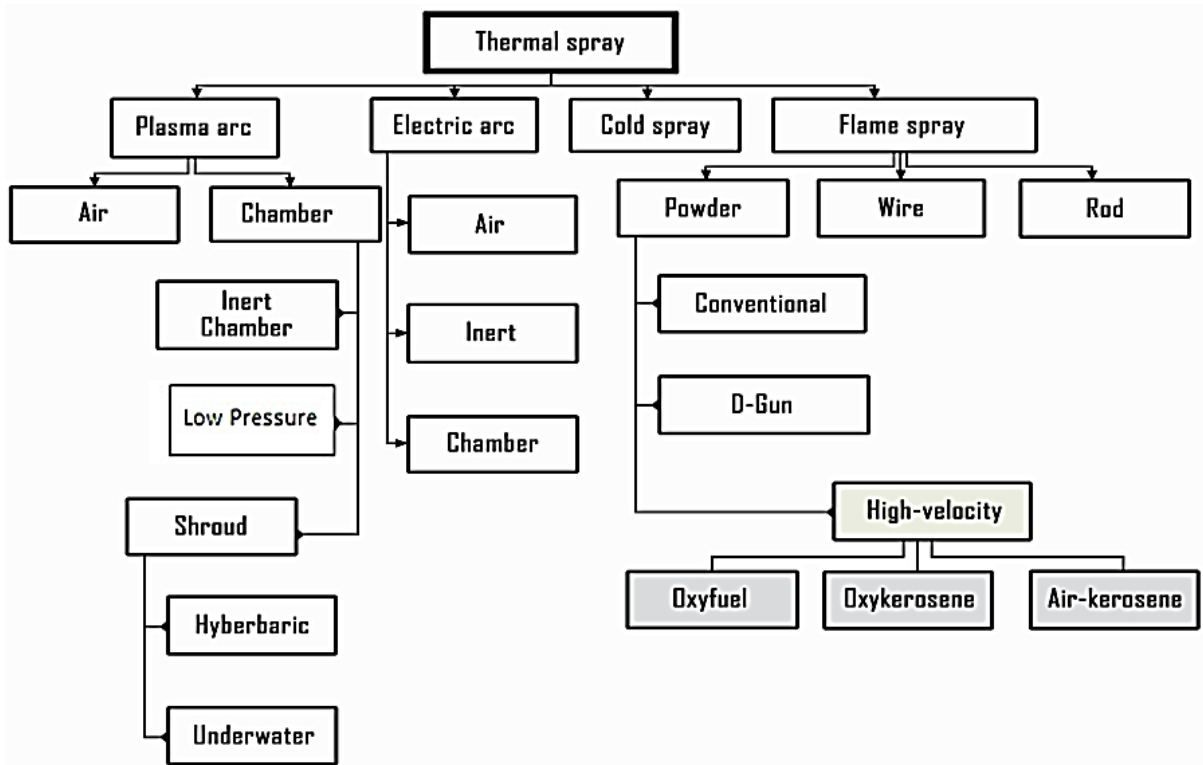 Thermal spray
Plasma arc
Electric arc
Cold spray
Flame spray
Air
Chamber
Air
Powder
Wire
Rod
Inert
Chamber
Inert
Conventional
Low Pressure
Chamber
D-Gun
Shroud
High-velocity
Oxyfuel
Oxykerosene
Air-kerosene
Hyberbaric
Underwater